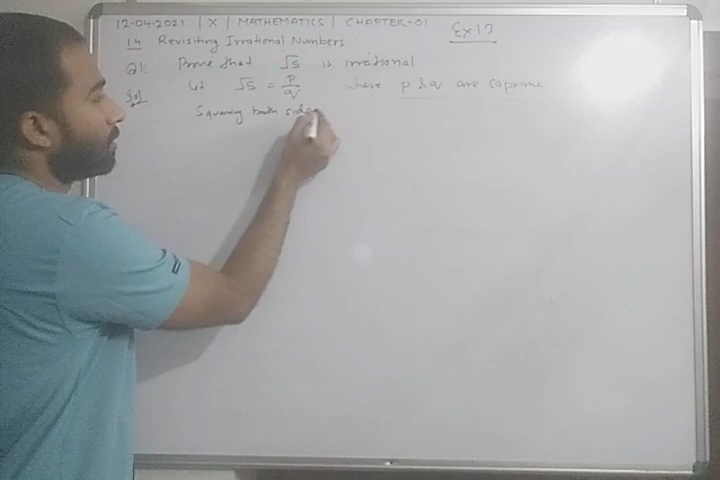 12-04-2021 | X | MATHEMATICS | CHAPTER-01
Ex 1.3
1.4 Revisiting Irrational Numbers
Q1. Prove that √5 is irrational
Sol Let √5 = p/q where p & q are coprime
Squaring both sides